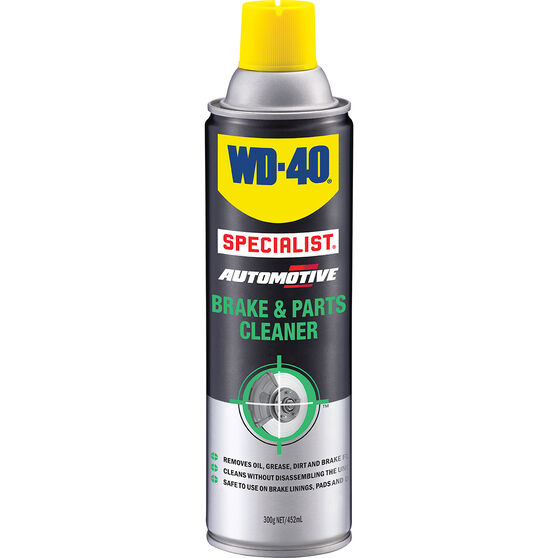 WD-40®
SPECIALIST®
AUTOMOTIVE
BRAKE & PARTS
CLEANER
™
REMOVES OIL, GREASE, DIRT AND BRAKE
CLEANS WITHOUT DISASSEMBLING THE
SAFE TO USE ON BRAKE LININGS, PADS AND
300g NET/452mL